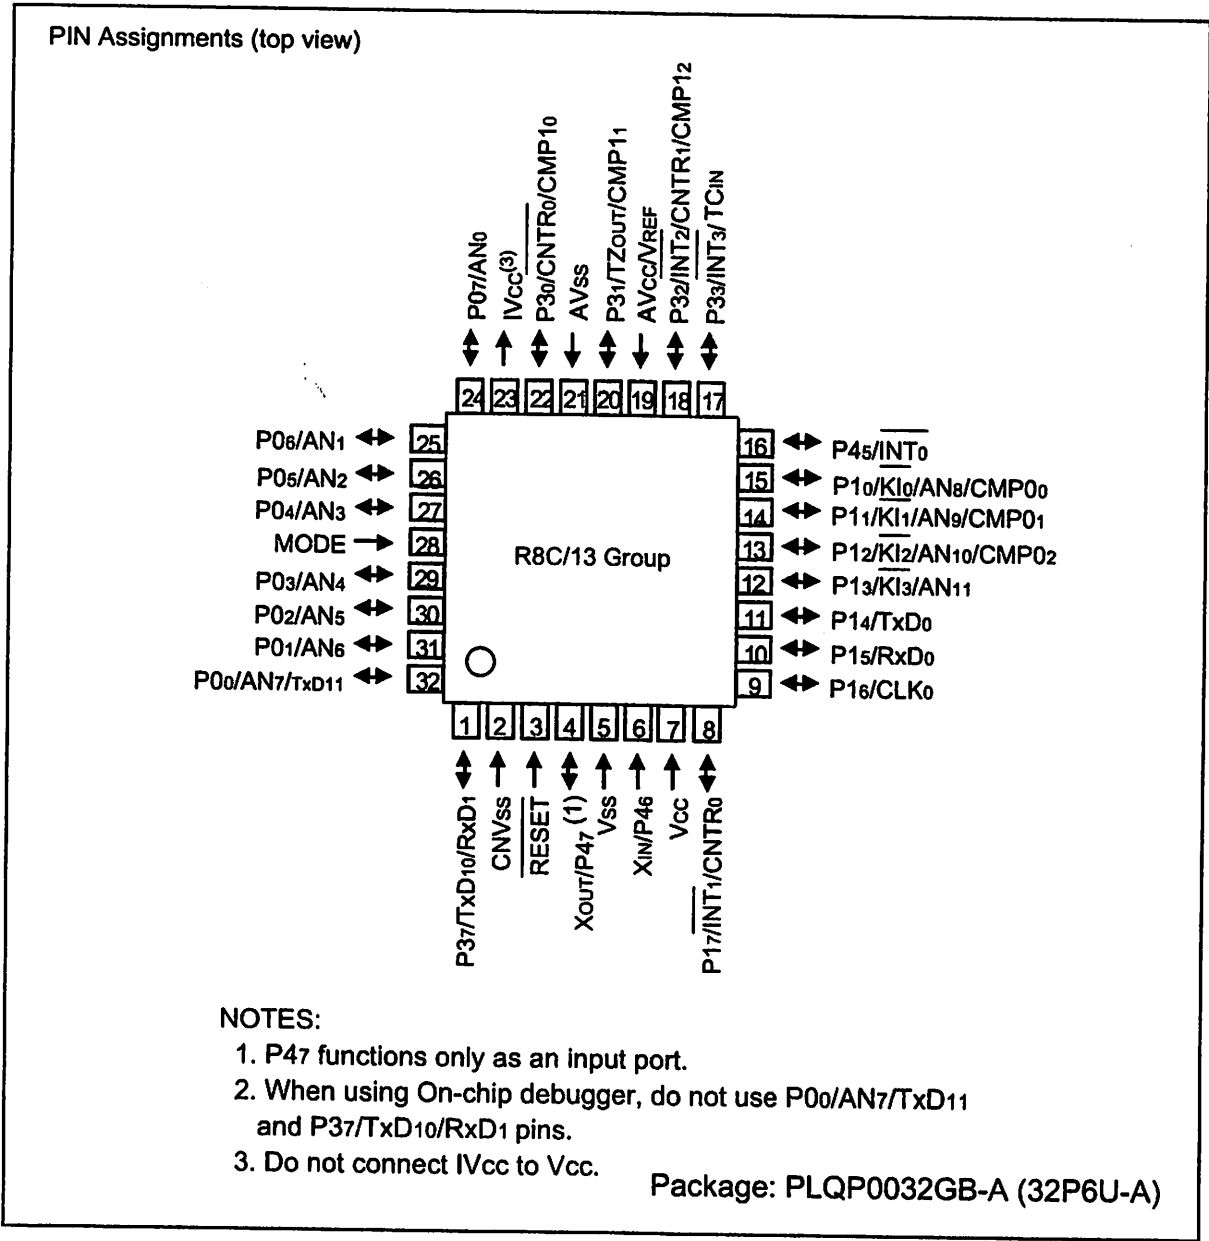 PIN Assignments (top view)
P07/AN0
IVCC(3)
P30/CNTR0/CMP10
AVSS
P31/TZOUT/CMP11
AVCC/VREF
P32/INT2/CNTR1/CMP12
P33/INT3/TCIN
24 23 22 21 20 19 18 17
P06/AN1 25
P05/AN2 26
P04/AN3 27
MODE 28
P03/AN4 29
P02/AN5 30
P01/AN6 31
P00/AN7/TxD11 32
R8C/13 Group
16 P45/INT0
15 P10/KI0/AN8/CMP00
14 P11/KI1/AN9/CMP01
13 P12/KI2/AN10/CMP02
12 P13/KI3/AN11
11 P14/TxD0
10 P15/RxD0
9 P16/CLK0
1 2 3 4 5 6 7 8
P37/TxD10/RxD1
CNVSS
RESET
XOUT/P47 (1)
VSS
XIN/P46
VCC
P17/INT1/CNTR0
NOTES:
1. P47 functions only as an input port.
2. When using On-chip debugger, do not use P00/AN7/TxD11
and P37/TxD10/RxD1 pins.
3. Do not connect IVcc to Vcc.
Package: PLQP0032GB-A (32P6U-A)